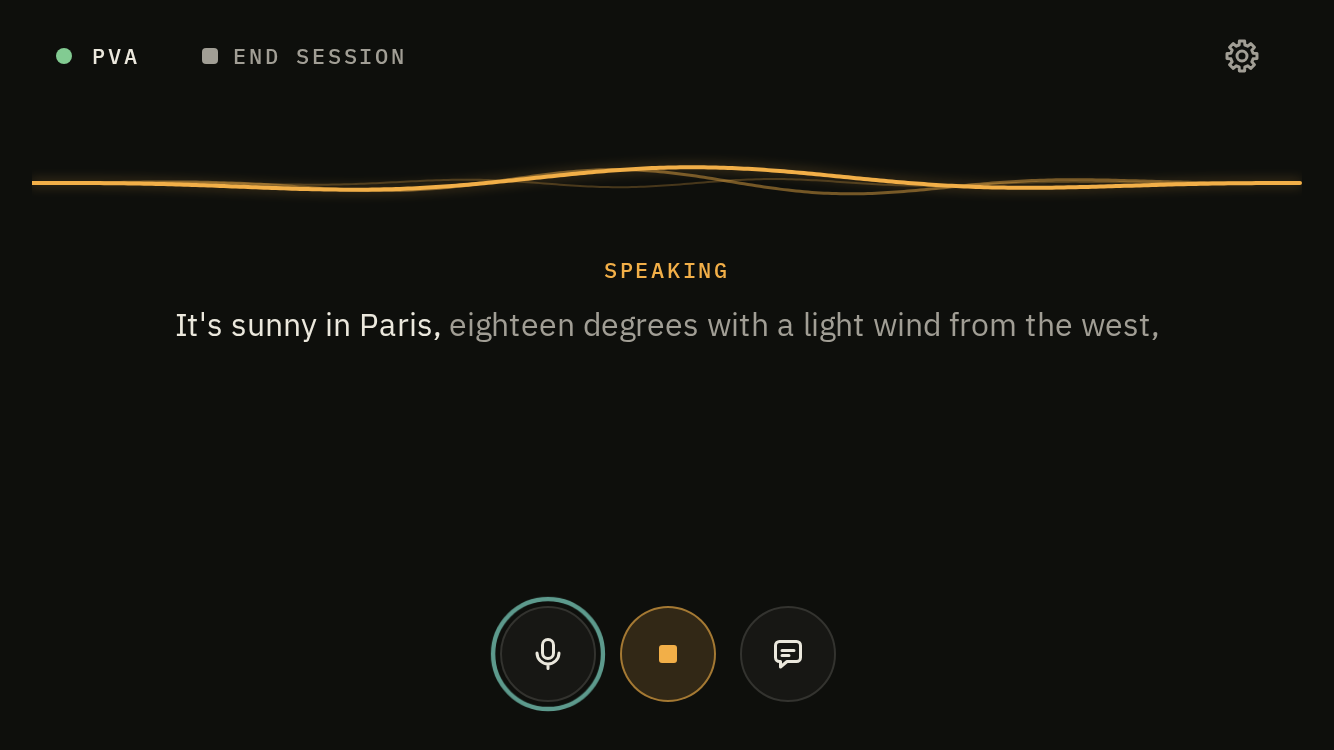 PVA
END SESSION
SPEAKING
It's sunny in Paris, eighteen degrees with a light wind from the west,